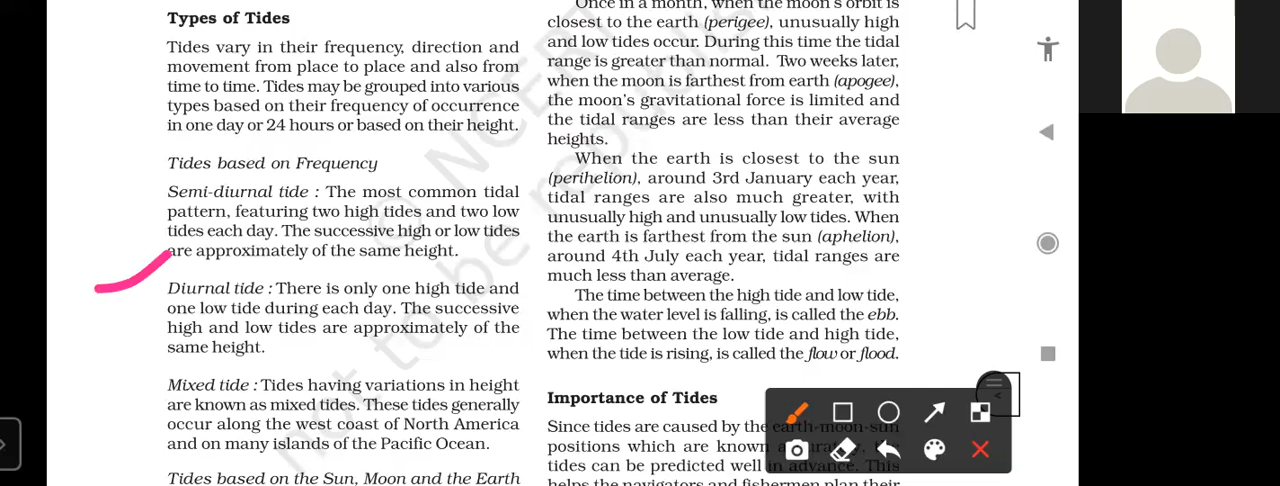 Types of Tides
Tides vary in their frequency, direction and
movement from place to place and also from
time to time. Tides may be grouped into various
types based on their frequency of occurrence
in one day or 24 hours or based on their height.
Tides based on Frequency
Semi-diurnal tide : The most common tidal
pattern, featuring two high tides and two low
tides each day. The successive high or low tides
are approximately of the same height.
Diurnal tide : There is only one high tide and
one low tide during each day. The successive
high and low tides are approximately of the
same height.
Mixed tide : Tides having variations in height
are known as mixed tides. These tides generally
occur along the west coast of North America
and on many islands of the Pacific Ocean.
Tides based on the Sun, Moon and the Earth
Once in a month, when the moon's orbit is
closest to the earth (perigee), unusually high
and low tides occur. During this time the tidal
range is greater than normal. Two weeks later,
when the moon is farthest from earth (apogee),
the moon's gravitational force is limited and
the tidal ranges are less than their average
heights.
When the earth is closest to the sun
(perihelion), around 3rd January each year,
tidal ranges are also much greater, with
unusually high and unusually low tides. When
the earth is farthest from the sun (aphelion),
around 4th July each year, tidal ranges are
much less than average.
The time between the high tide and low tide,
when the water level is falling, is called the ebb.
The time between the low tide and high tide,
when the tide is rising, is called the flow or flood.
Importance of Tides
Since tides are caused by the earth-moon-sun
positions which are known
tides can be predicted well in advance. This
helps the navigators and fishermen plan their
© NCERT
not to be republis